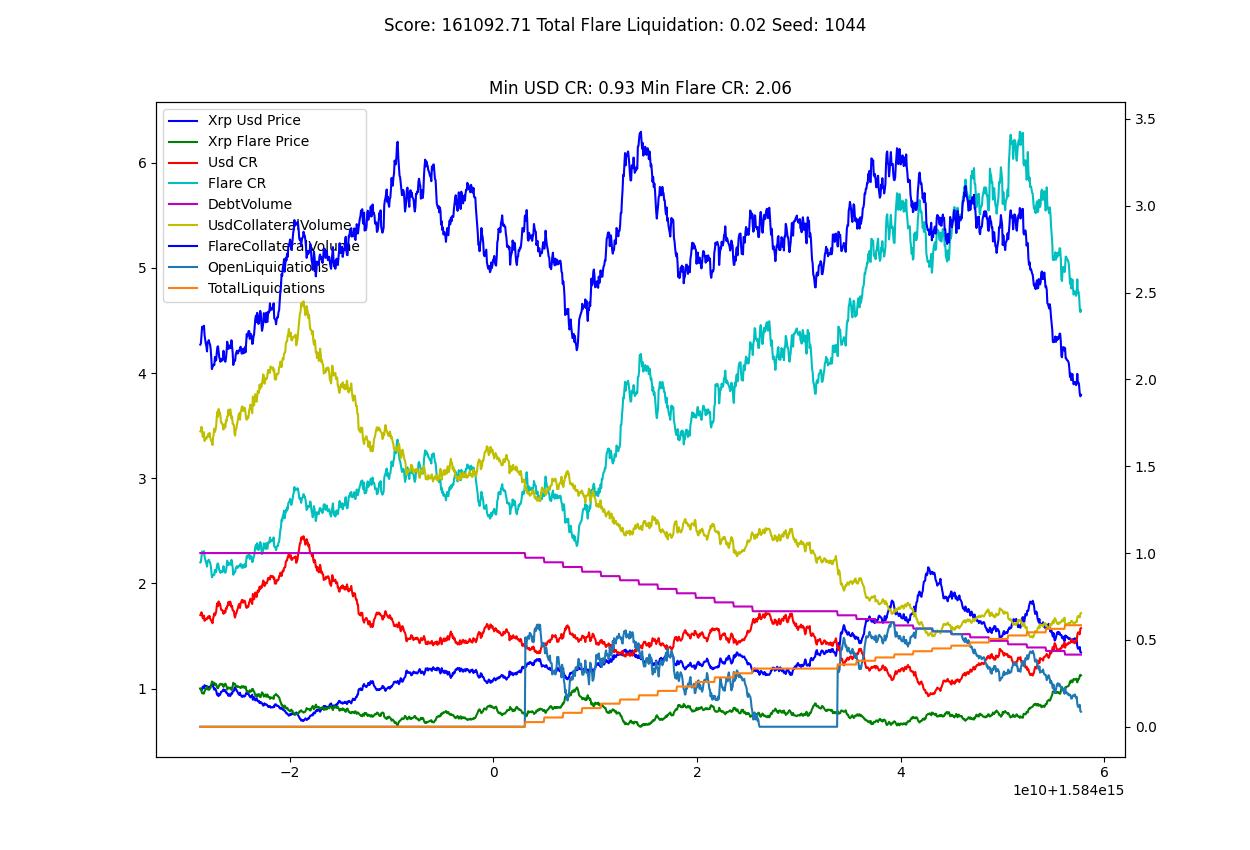 Score: 161092.71 Total Flare Liquidation: 0.02 Seed: 1044
Min USD CR: 0.93 Min Flare CR: 2.06
Xrp Usd Price
Xrp Flare Price
Usd CR
Flare CR
DebtVolume
UsdCollateralVolume
FlareCollateralVolume
OpenLiquidations
TotalLiquidations
6
5
4
3
2
1
3.5
3.0
2.5
2.0
1.5
1.0
0.5
0.0
−2 0 2 4 6
1e10+1.584e15